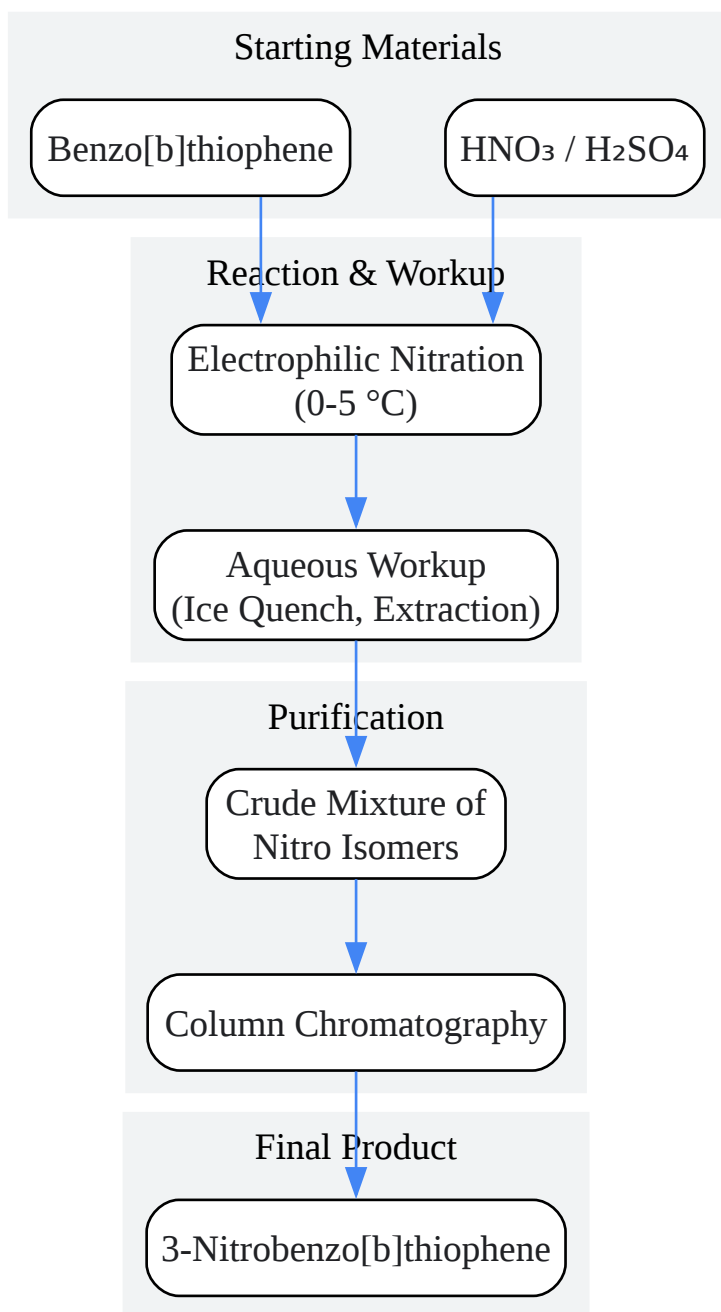 Starting Materials
Benzo[b]thiophene
HNO₃ / H₂SO₄
Reaction & Workup
Electrophilic Nitration
(0-5 °C)
Aqueous Workup
(Ice Quench, Extraction)
Purification
Crude Mixture of
Nitro Isomers
Column Chromatography
Final Product
3-Nitrobenzo[b]thiophene